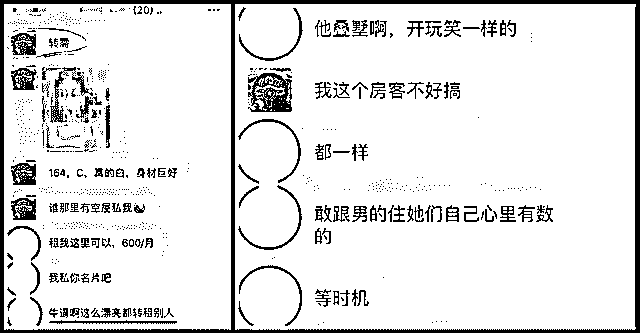 (20)
转需
164，C，真的白，身材巨好
谁那里有空房私我
租我这里可以，600/月
我私你名片吧
牛逼啊这么漂亮都转租别人
他叠墅啊，开玩笑一样的
我这个房客不好搞
都一样
敢跟男的住她们自己心里有数
的
等时机